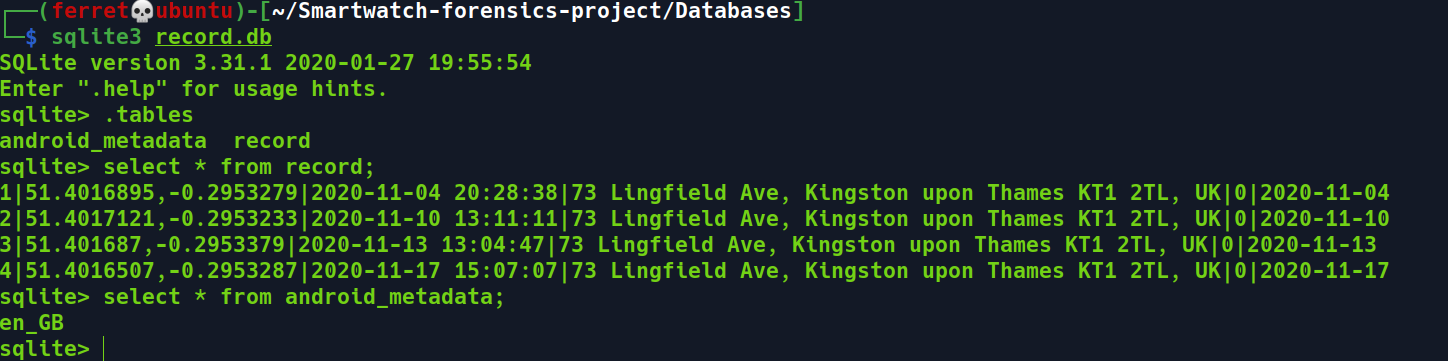 ┌──(ferret💀ubuntu)-[~/Smartwatch-forensics-project/Databases]
└─$ sqlite3 record.db
SQLite version 3.31.1 2020-01-27 19:55:54
Enter ".help" for usage hints.
sqlite> .tables
android_metadata  record
sqlite> select * from record;
1|51.4016895,-0.2953279|2020-11-04 20:28:38|73 Lingfield Ave, Kingston upon Thames KT1 2TL, UK|0|2020-11-04
2|51.4017121,-0.2953233|2020-11-10 13:11:11|73 Lingfield Ave, Kingston upon Thames KT1 2TL, UK|0|2020-11-10
3|51.401687,-0.2953379|2020-11-13 13:04:47|73 Lingfield Ave, Kingston upon Thames KT1 2TL, UK|0|2020-11-13
4|51.4016507,-0.2953287|2020-11-17 15:07:07|73 Lingfield Ave, Kingston upon Thames KT1 2TL, UK|0|2020-11-17
sqlite> select * from android_metadata;
en_GB
sqlite>